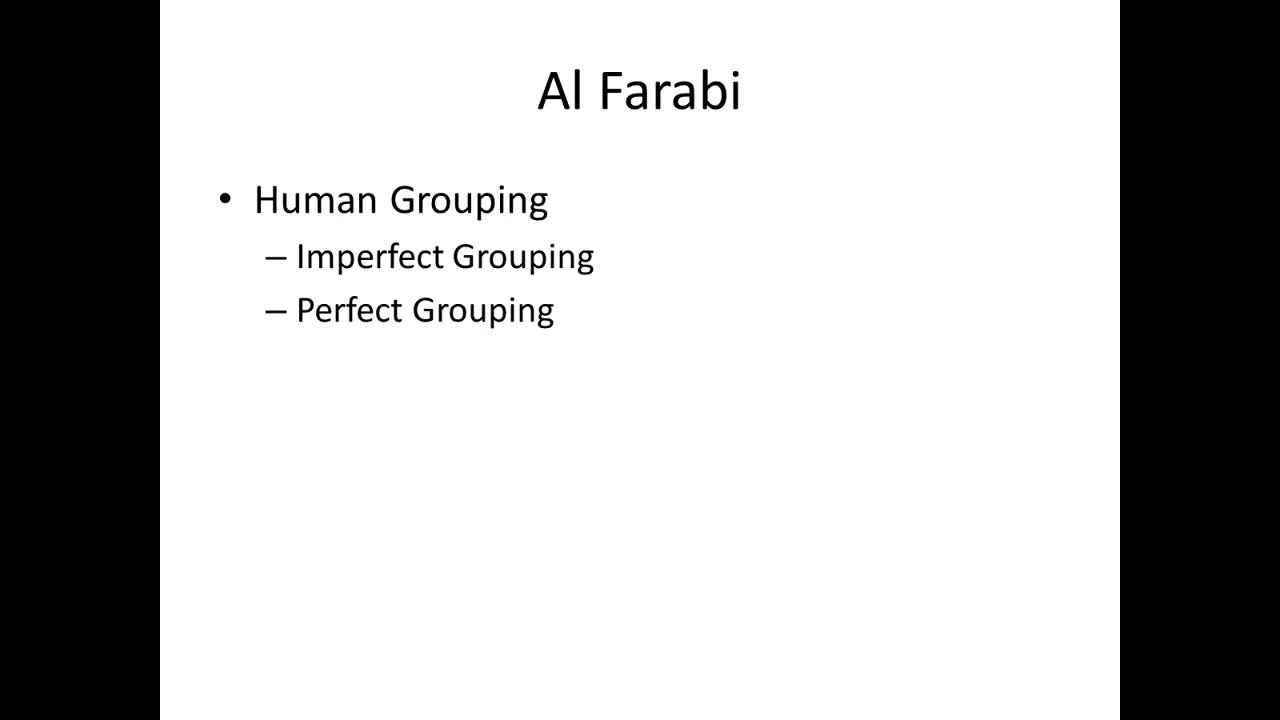 Al Farabi
• Human Grouping
– Imperfect Grouping
– Perfect Grouping